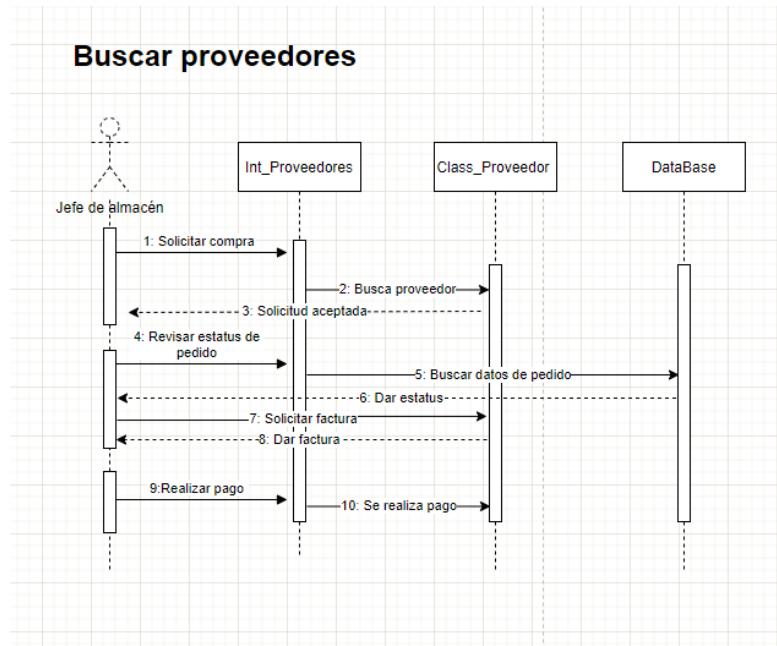 Buscar proveedores
Int_Proveedores
Class_Proveedor
DataBase
Jefe de almacén
1: Solicitar compra
2: Busca proveedor
3: Solicitud aceptada
4: Revisar estatus de
pedido
5: Buscar datos de pedido
6: Dar estatus
7: Solicitar factura
8: Dar factura
9:Realizar pago
10: Se realiza pago